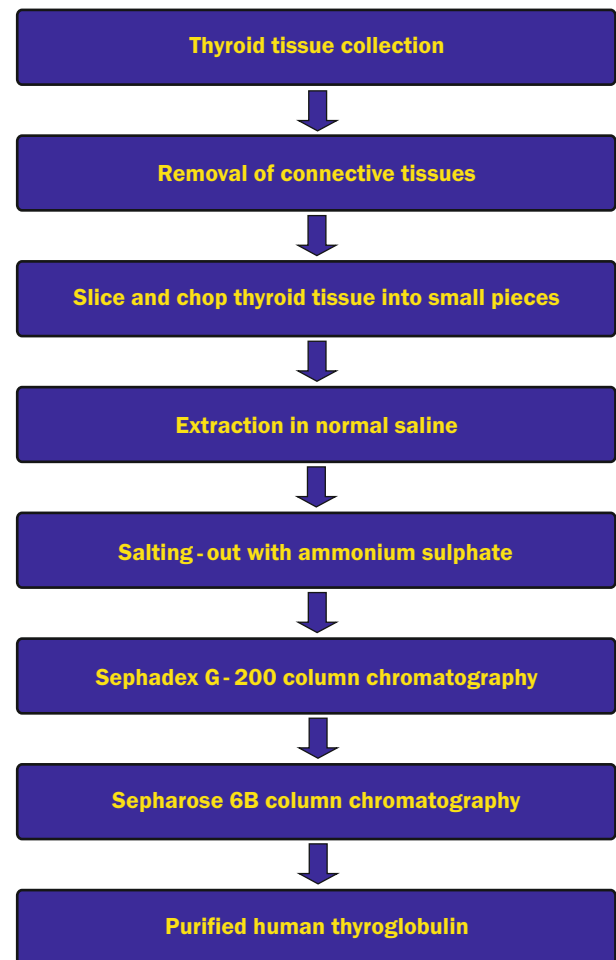 Thyroid tissue collection
Removal of connective tissues
Slice and chop thyroid tissue into small pieces
Extraction in normal saline
Salting-out with ammonium sulphate
Sephadex G-200 column chromatography
Sepharose 6B column chromatography
Purified human thyroglobulin